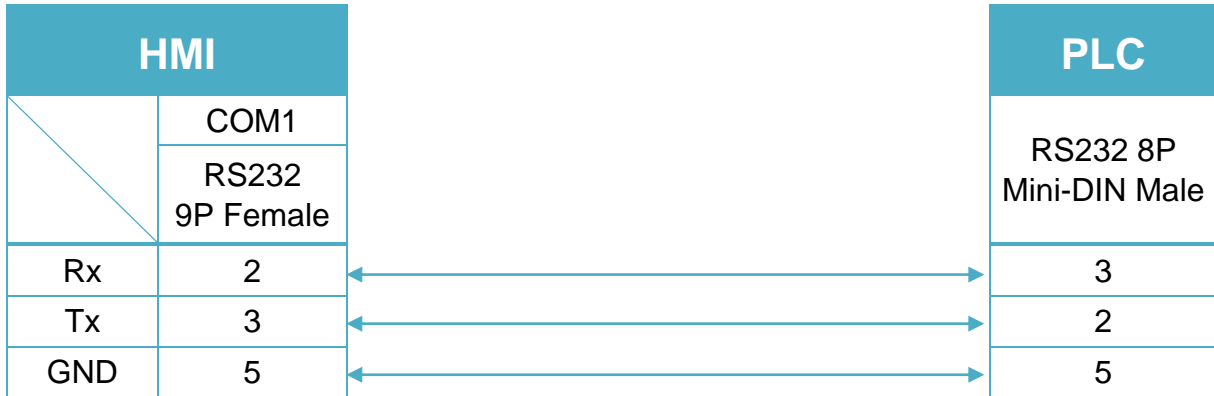 HMI PLC
COM1
RS232
9P Female
RS232 8P
Mini-DIN Male
Rx 2 3
Tx 3 2
GND 5 5